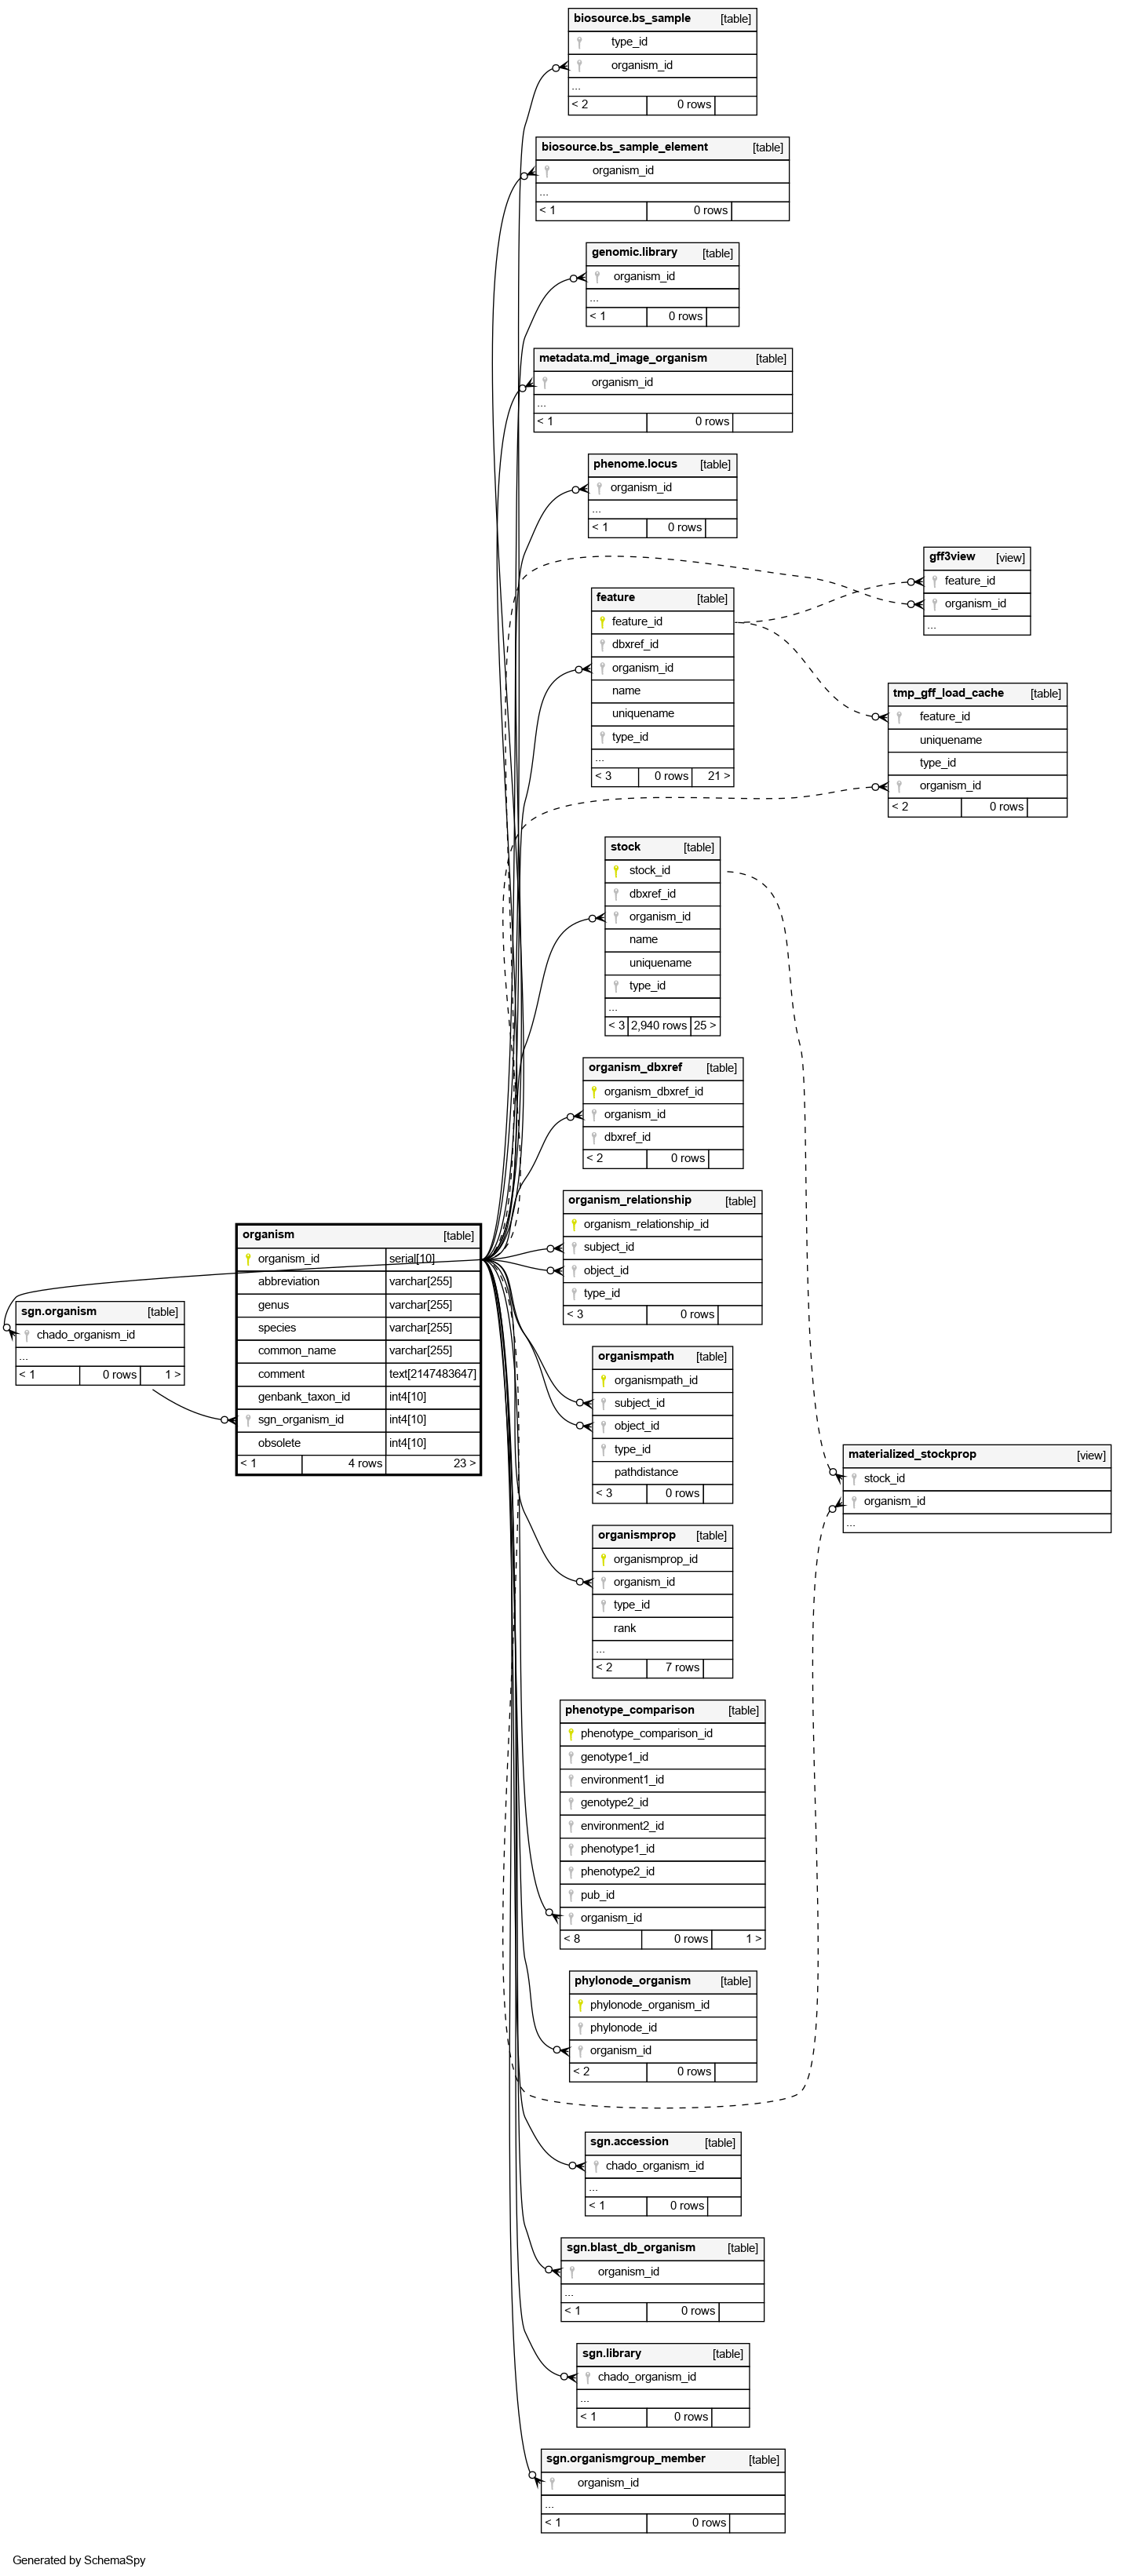 biosource.bs_sample [table]
type_id
organism_id
...
< 2 0 rows
biosource.bs_sample_element [table]
organism_id
...
< 1 0 rows
genomic.library [table]
organism_id
...
< 1 0 rows
metadata.md_image_organism [table]
organism_id
...
< 1 0 rows
phenome.locus [table]
organism_id
...
< 1 0 rows
gff3view [view]
feature_id
organism_id
...
feature [table]
feature_id
dbxref_id
organism_id
name
uniquename
type_id
...
< 3 0 rows 21 >
tmp_gff_load_cache [table]
feature_id
uniquename
type_id
organism_id
< 2 0 rows
stock [table]
stock_id
dbxref_id
organism_id
name
uniquename
type_id
...
< 3 2,940 rows 25 >
organism_dbxref [table]
organism_dbxref_id
organism_id
dbxref_id
< 2 0 rows
organism_relationship [table]
organism_relationship_id
subject_id
object_id
type_id
< 3 0 rows
organism [table]
organism_id serial[10]
abbreviation varchar[255]
genus varchar[255]
species varchar[255]
common_name varchar[255]
comment text[2147483647]
genbank_taxon_id int4[10]
sgn_organism_id int4[10]
obsolete int4[10]
< 1 4 rows 23 >
sgn.organism [table]
chado_organism_id
...
< 1 0 rows 1 >
organismpath [table]
organismpath_id
subject_id
object_id
type_id
pathdistance
< 3 0 rows
materialized_stockprop [view]
stock_id
organism_id
...
organismprop [table]
organismprop_id
organism_id
type_id
rank
...
< 2 7 rows
phenotype_comparison [table]
phenotype_comparison_id
genotype1_id
environment1_id
genotype2_id
environment2_id
phenotype1_id
phenotype2_id
pub_id
organism_id
< 8 0 rows 1 >
phylonode_organism [table]
phylonode_organism_id
phylonode_id
organism_id
< 2 0 rows
sgn.accession [table]
chado_organism_id
...
< 1 0 rows
sgn.blast_db_organism [table]
organism_id
...
< 1 0 rows
sgn.library [table]
chado_organism_id
...
< 1 0 rows
sgn.organismgroup_member [table]
organism_id
...
< 1 0 rows
Generated by SchemaSpy